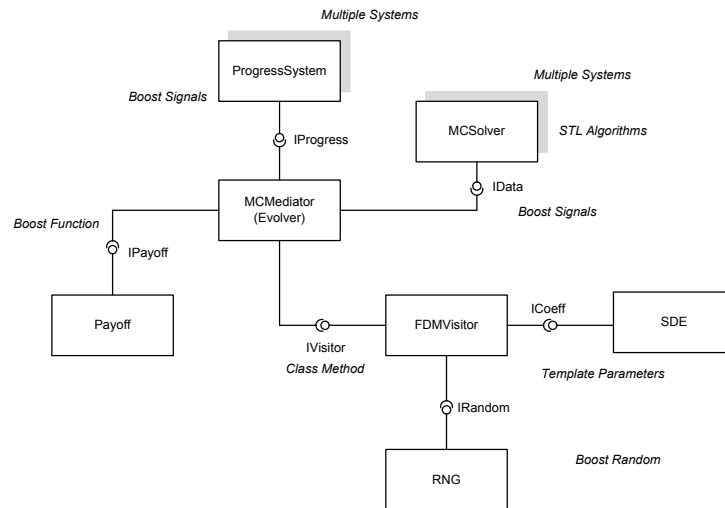 Multiple Systems
ProgressSystem
Multiple Systems
Boost Signals
MCSolver
STL Algorithms
IProgress
IData
MCMediator
(Evolver)
Boost Signals
Boost Function
IPayoff
ICoeff
Payoff
FDMVisitor
SDE
IVisitor
Class Method
Template Parameters
IRandom
Boost Random
RNG